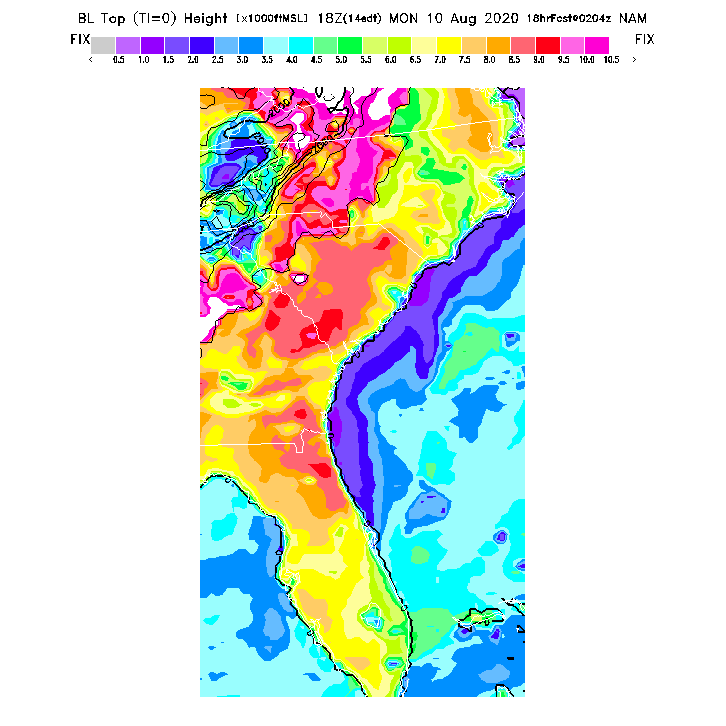 BL Top (TI=0) Height [x1000ftMSL] 18Z(14edt) MON 10 Aug 2020 18hrFcst@0204z NAM
FIX FIX
< 0.5 1.0 1.5 2.0 2.5 3.0 3.5 4.0 4.5 5.0 5.5 6.0 6.5 7.0 7.5 8.0 8.5 9.0 9.5 10.0 10.5 >